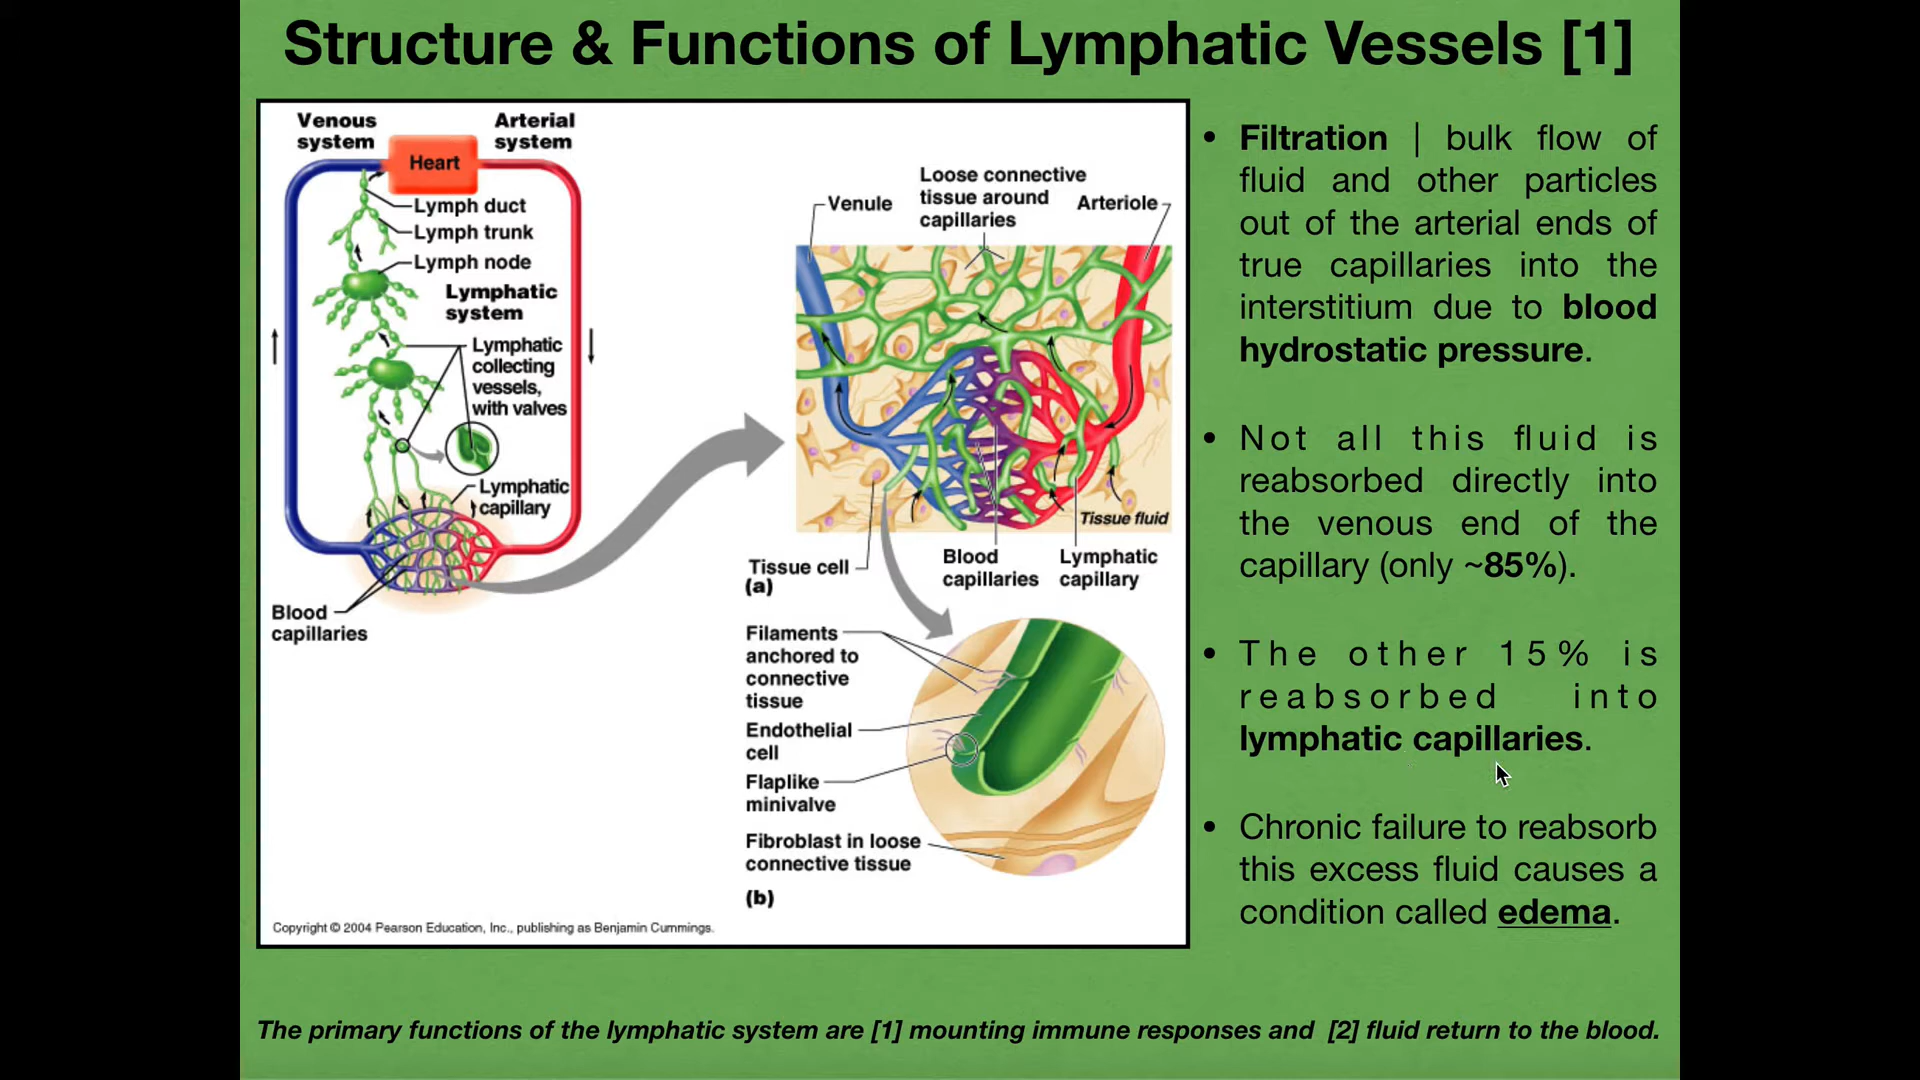 Structure & Functions of Lymphatic Vessels [1]
Venous
system
Arterial
system
Heart
Lymph duct
Lymph trunk
Lymph node
Lymphatic
system
Lymphatic
collecting
vessels,
with valves
Lymphatic
capillary
Blood
capillaries
Loose connective
tissue around
capillaries
Venule
Arteriole
Tissue fluid
Tissue cell
Blood
capillaries
Lymphatic
capillary
(a)
Filaments
anchored to
connective
tissue
Endothelial
cell
Flaplike
minivalve
Fibroblast in loose
connective tissue
(b)
Copyright © 2004 Pearson Education, Inc., publishing as Benjamin Cummings.
• Filtration | bulk flow of
fluid and other particles
out of the arterial ends of
true capillaries into the
interstitium due to blood
hydrostatic pressure.
• Not all this fluid is
reabsorbed directly into
the venous end of the
capillary (only ~85%).
• The other 15% is
reabsorbed into
lymphatic capillaries.
• Chronic failure to reabsorb
this excess fluid causes a
condition called edema.
The primary functions of the lymphatic system are [1] mounting immune responses and [2] fluid return to the blood.